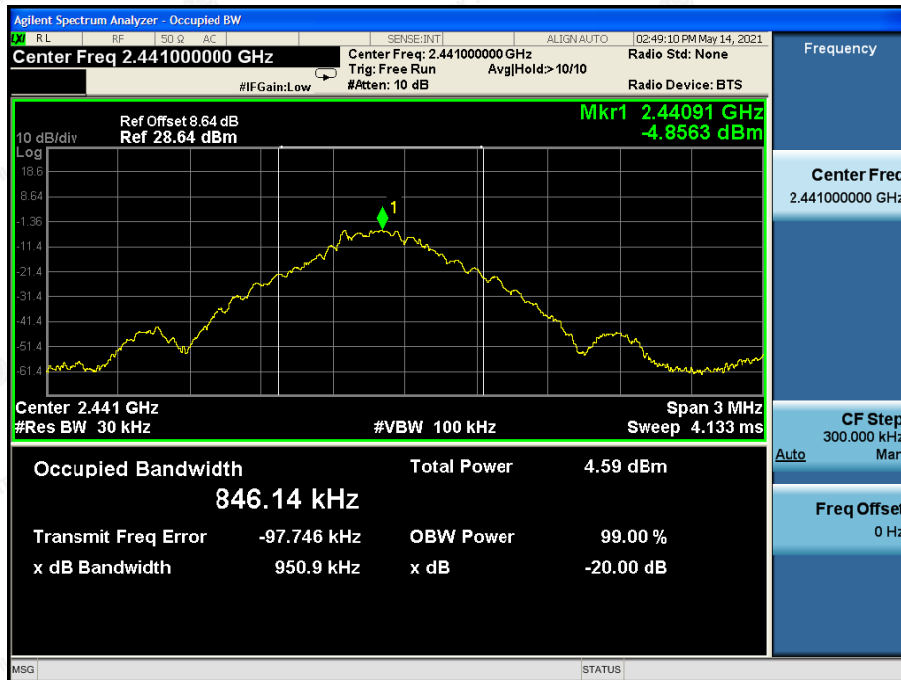 Agilent Spectrum Analyzer - Occupied BW
LXI RL RF 50 Ω AC SENSE:INT ALIGN AUTO 02:49:10 PM May 14, 2021
Center Freq 2.441000000 GHz
Center Freq: 2.441000000 GHz
Radio Std: None
Trig: Free Run Avg|Hold:> 10/10
#IFGain:Low
#Atten: 10 dB
Radio Device: BTS
Mkr1 2.44091 GHz
-4.8563 dBm
Ref Offset 8.64 dB
10 dB/div Ref 28.64 dBm
Log
18.6
8.64
-1.36
-11.4
-21.4
-31.4
-41.4
-51.4
-61.4
1
Center 2.441 GHz Span 3 MHz
#Res BW 30 kHz #VBW 100 kHz Sweep 4.133 ms
Occupied Bandwidth Total Power 4.59 dBm
846.14 kHz
Transmit Freq Error -97.746 kHz OBW Power 99.00 %
x dB Bandwidth 950.9 kHz x dB -20.00 dB
MSG STATUS
Frequency
Center Freq
2.441000000 GHz
CF Step
300.000 kHz
Auto Man
Freq Offset
0 Hz